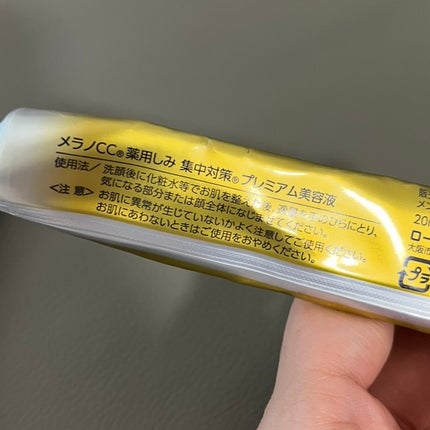 メラノCC®薬用しみ 集中対策®プレミアム美容液
使用法/洗顔後に化粧水等でお肌を整えた後、適量を手のひらにとり、
気になる部分または顔全体になじませてください。
<注意>お肌に異常が生じていないかよく注意してご使用ください。
お肌にあわないときはご使用をおやめください。
メン
20m
ロー
大阪市
プラ